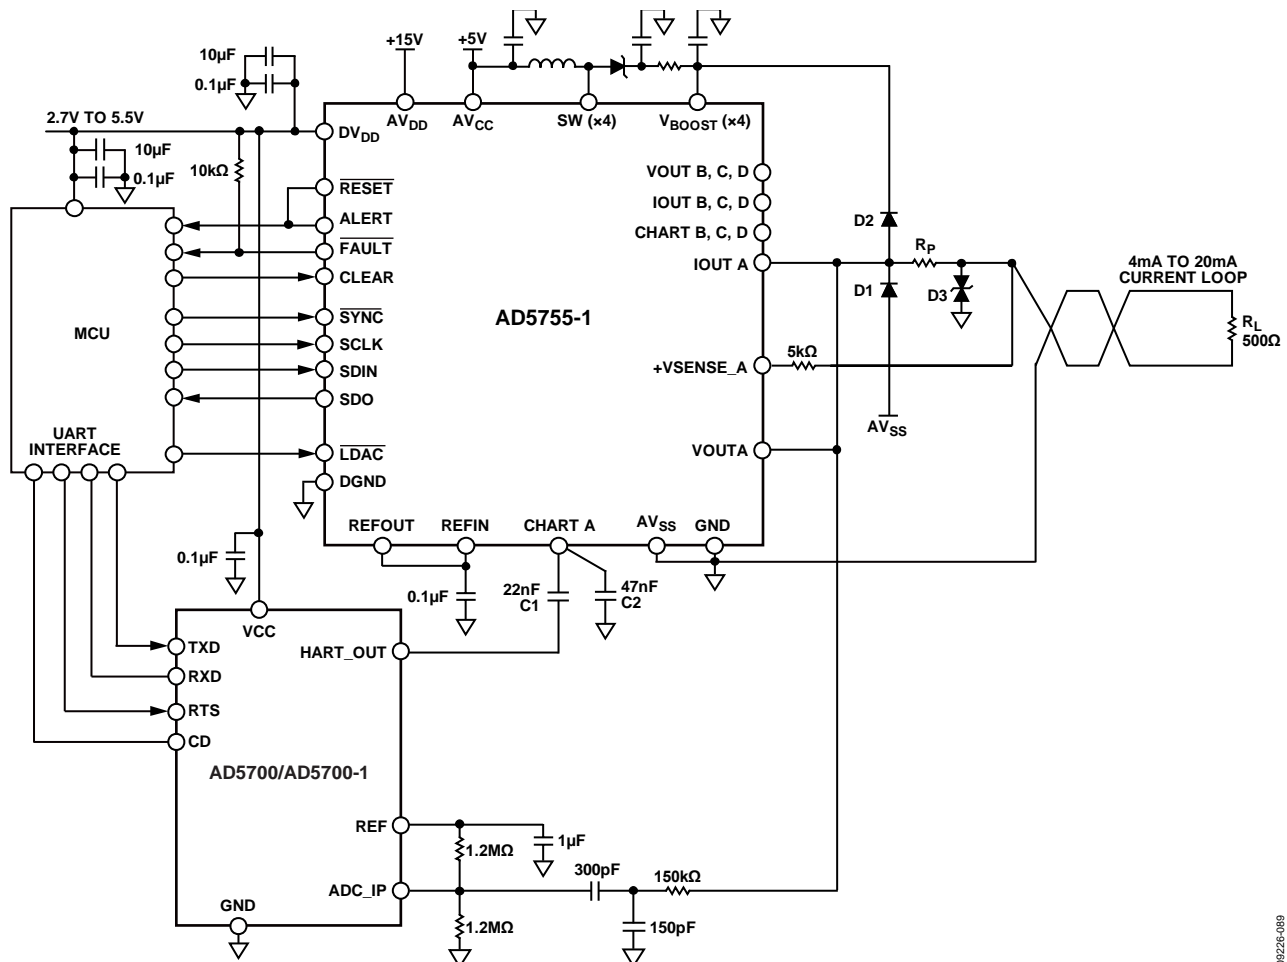 +15V
+5V
10µF
0.1µF
2.7V TO 5.5V
10µF
0.1µF
10kΩ
DVDD
AVDD
AVCC
SW (×4)
VBOOST (×4)
RESET
ALERT
FAULT
CLEAR
SYNC
SCLK
SDIN
SDO
LDAC
DGND
MCU
UART
INTERFACE
AD5755-1
VOUT B, C, D
IOUT B, C, D
CHART B, C, D
IOUT A
+VSENSE_A
VOUTA
D2
RP
D1
D3
5kΩ
AVSS
4mA TO 20mA
CURRENT LOOP
RL
500Ω
REFOUT
REFIN
CHART A
AVSS
GND
0.1µF
0.1µF
22nF
C1
47nF
C2
VCC
TXD
RXD
RTS
CD
HART_OUT
AD5700/AD5700-1
REF
ADC_IP
GND
1.2MΩ
1µF
1.2MΩ
300pF
150kΩ
150pF
09226-089